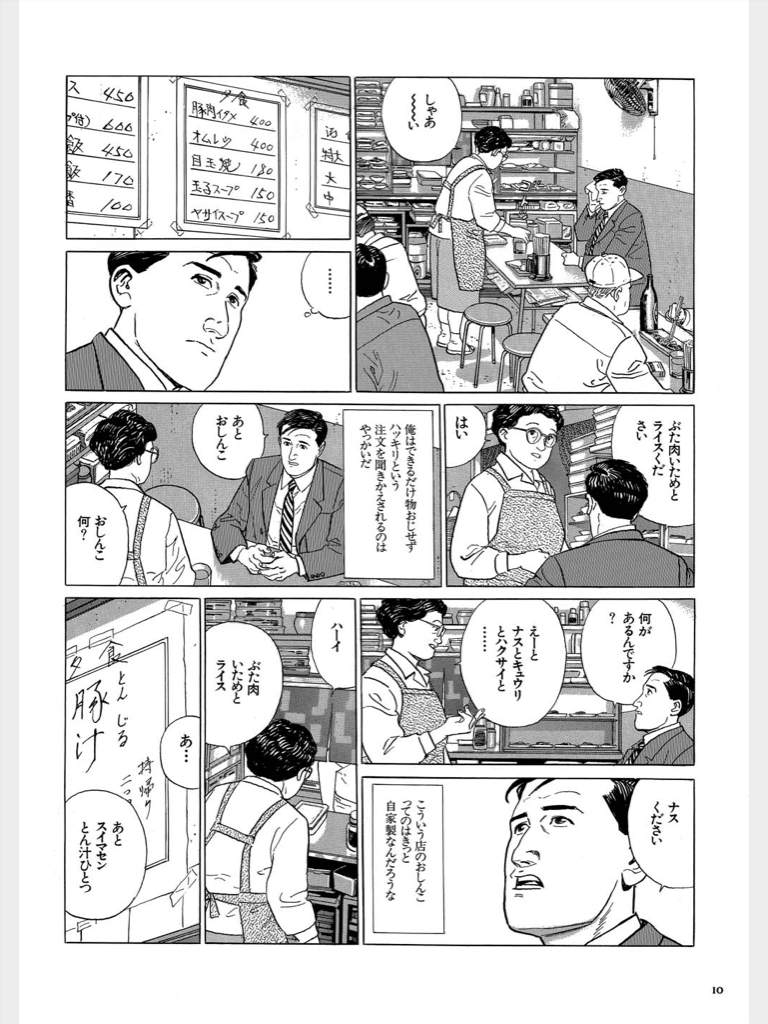 しゃあ
〜〜〜い
夕食
豚肉イタメ 400
オムレツ 400
目玉焼 180
玉子スープ 150
ヤサイスープ 150
ス 450
600
飯 450
飯 170
100
特大
大
中
……
ぶた肉いためと
ライスくだ
さい
はい
俺はできるだけ物おじせず
ハッキリという
注文を聞きかえされるのは
やっかいだ
あと
おしんこ
おしんこ
何?
何が
あるんですか
?
えーと
ナスとキュウリ
とハクサイと
……
ナス
ください
こういう店のおしんこ
ってのはきっと
自家製なんだろうな
ハーイ
ぶた肉
いためと
ライス
あ…
夕食
とんじる
豚汁
持帰り
あと
スイマセン
とん汁ひとつ
10